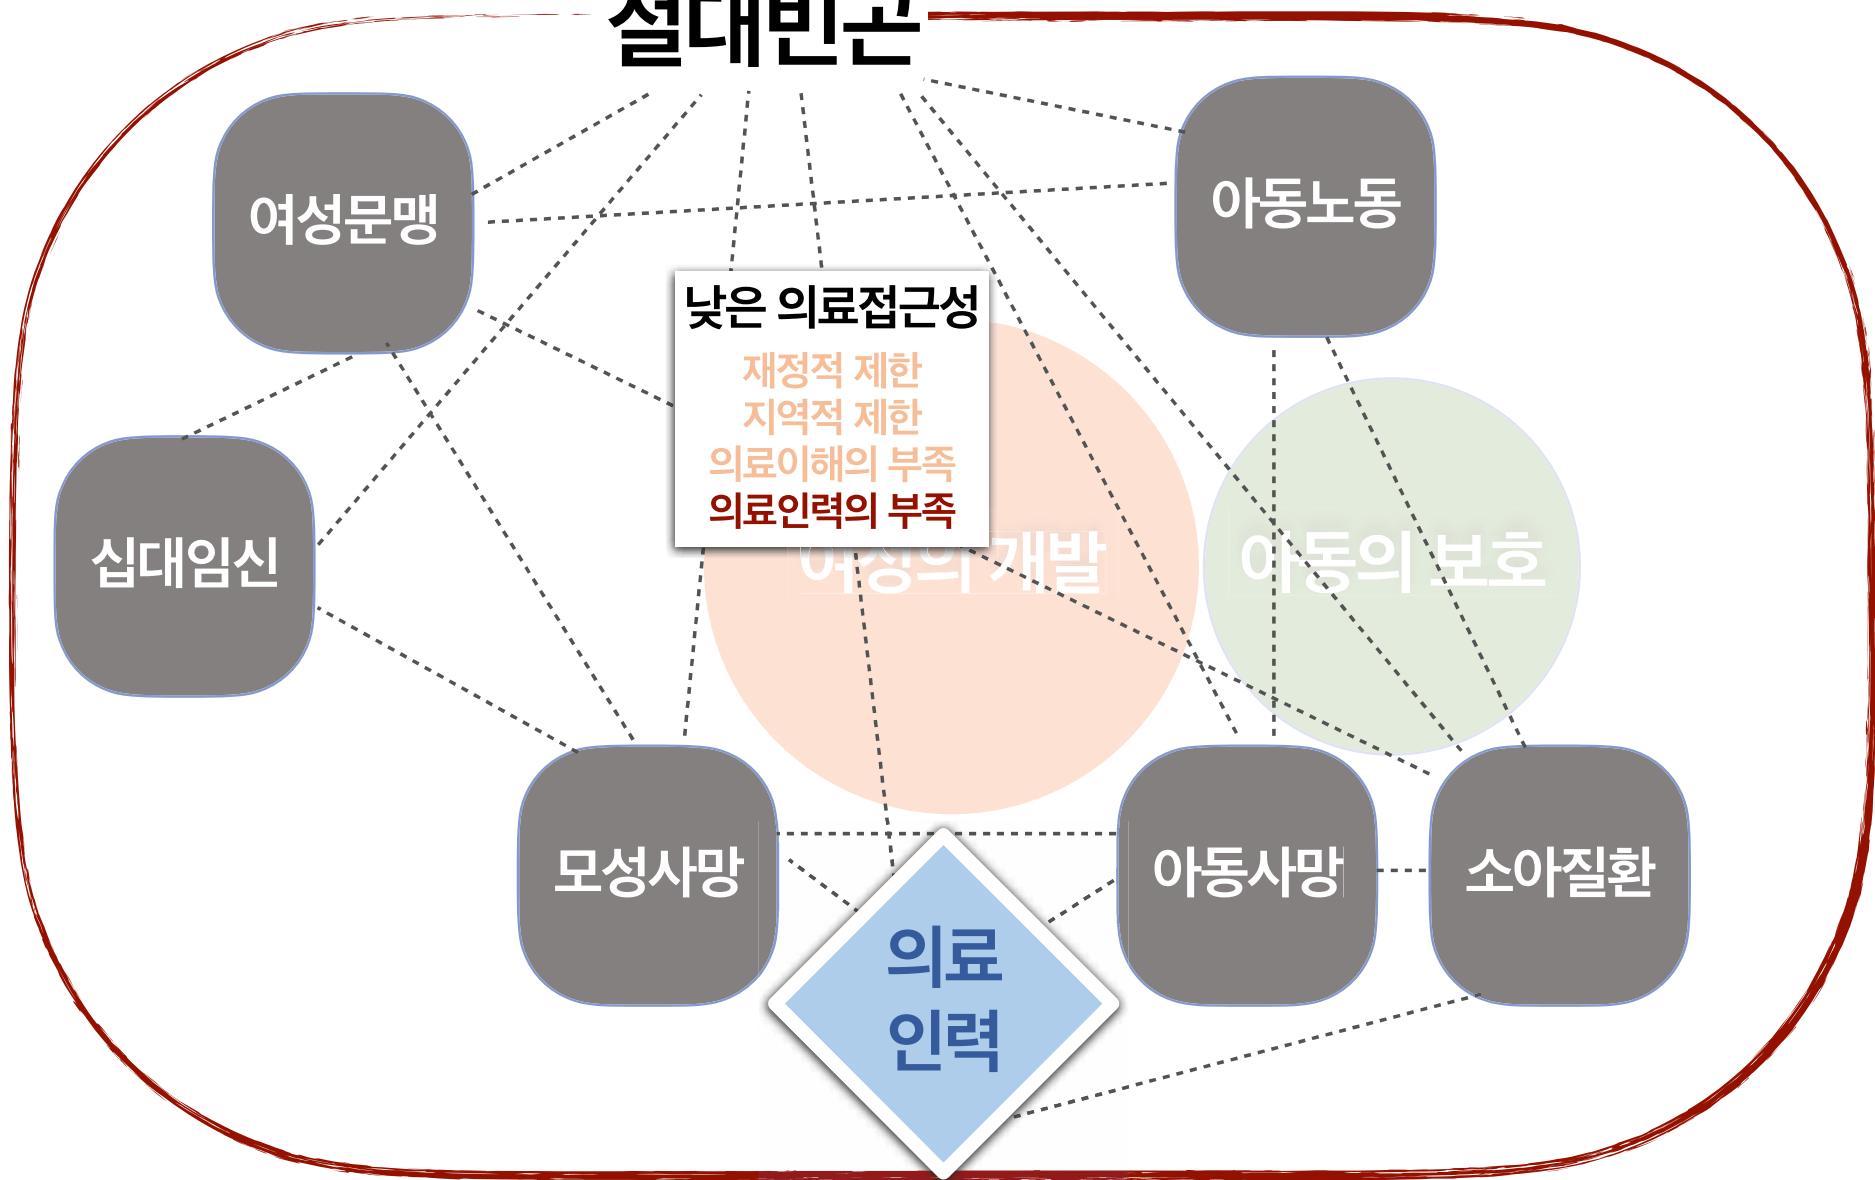 절대빈곤
여성문맹
아동노동
낮은 의료접근성
재정적 제한
지역적 제한
의료이해의 부족
의료인력의 부족
십대임신
여성의 개발
아동의 보호
모성사망
아동사망
소아질환
의료
인력